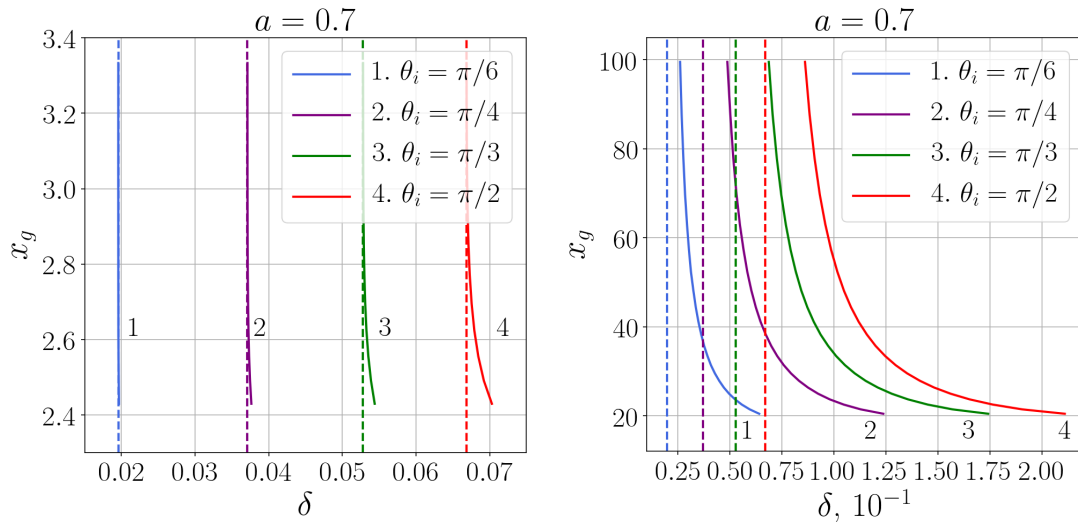 a = 0.7
3.4
3.2
3.0
2.8
2.6
2.4
x_g
1. θ_i = π/6
2. θ_i = π/4
3. θ_i = π/3
4. θ_i = π/2
1
2
3
4
0.02 0.03 0.04 0.05 0.06 0.07
δ
a = 0.7
100
80
60
40
20
x_g
1. θ_i = π/6
2. θ_i = π/4
3. θ_i = π/3
4. θ_i = π/2
1
2
3
4
0.25 0.50 0.75 1.00 1.25 1.50 1.75 2.00
δ, 10⁻¹